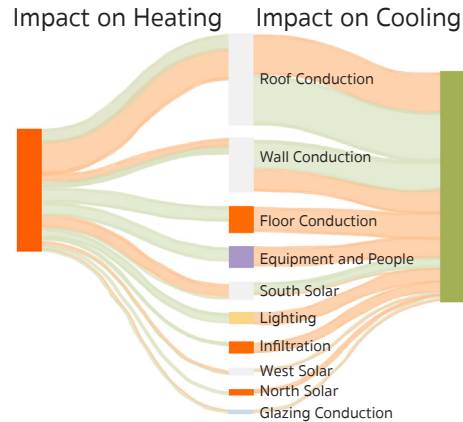 Impact on Heating
Impact on Cooling
Roof Conduction
Wall Conduction
Floor Conduction
Equipment and People
South Solar
Lighting
Infiltration
West Solar
North Solar
Glazing Conduction